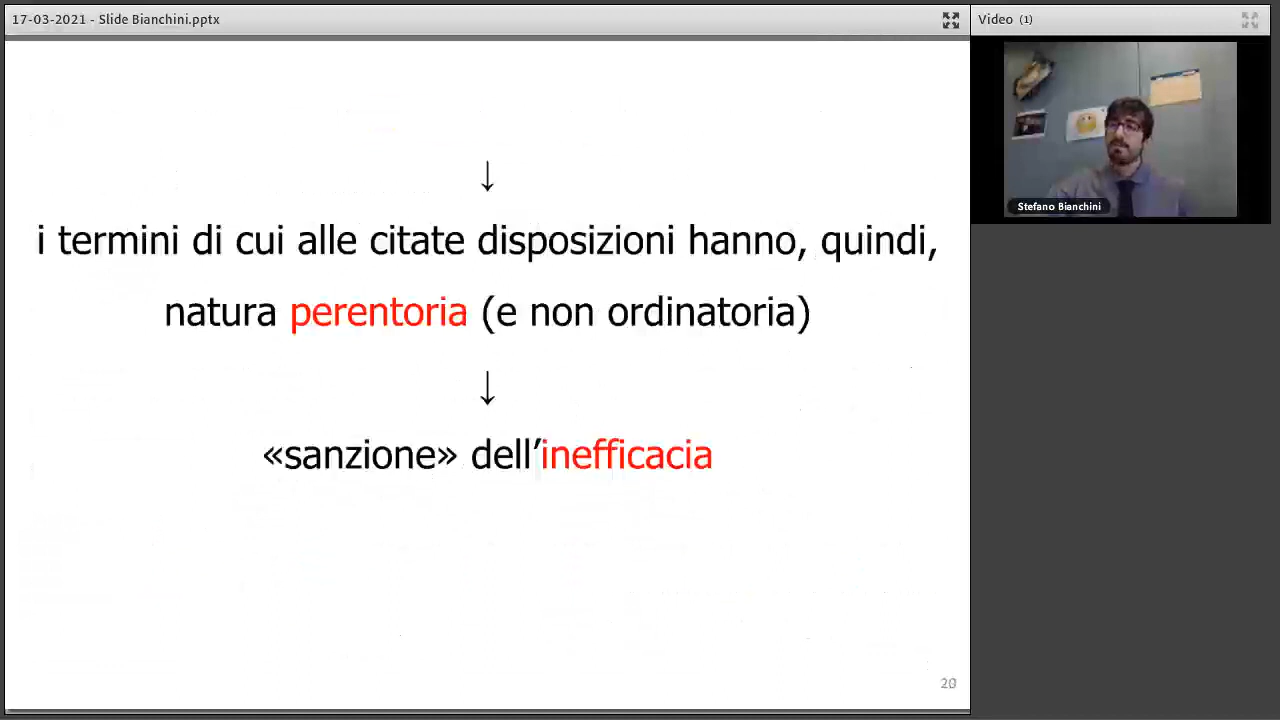 17-03-2021 - Slide Bianchini.pptx
Video (1)
↓
i termini di cui alle citate disposizioni hanno, quindi,
natura perentoria (e non ordinatoria)
↓
«sanzione» dell’inefficacia
Stefano Bianchini